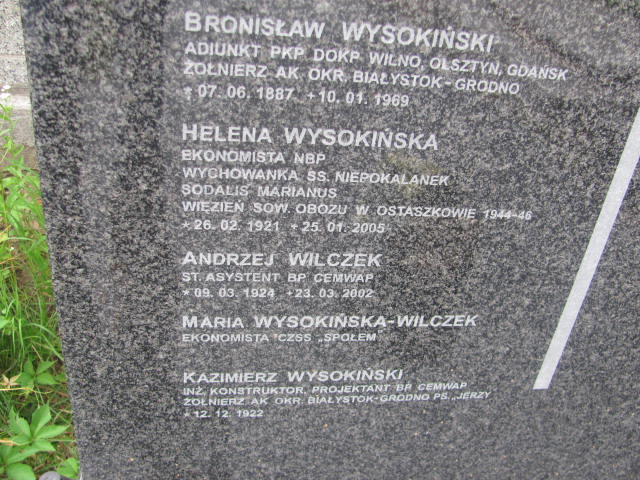 BRONISŁAW WYSOKIŃSKI
ADIUNKT PKP DOKP WILNO, OLSZTYN, GDAŃSK
ŻOŁNIERZ AK OKR. BIAŁYSTOK-GRODNO
* 07. 06. 1887 + 10. 01. 1969
HELENA WYSOKIŃSKA
EKONOMISTA NBP
WYCHOWANKA SS. NIEPOKALANEK
SODALIS MARIANUS
WIĘZIEŃ SOW. OBOZU W OSTASZKOWIE 1944-46
* 26. 02. 1921 + 25. 01. 2005
ANDRZEJ WILCZEK
ST. ASYSTENT BP CEMWAP
* 09. 03. 1924 + 23. 03. 2002
MARIA WYSOKIŃSKA-WILCZEK
EKONOMISTA CZSS „SPOŁEM"
KAZIMIERZ WYSOKIŃSKI
INŻ. KONSTRUKTOR, PROJEKTANT BP CEMWAP
ŻOŁNIERZ AK OKR. BIAŁYSTOK-GRODNO PS. „JERZY
* 12. 12. 1922